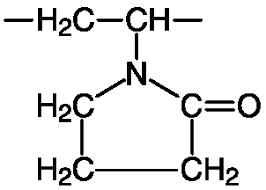 —H₂C—CH—
N
H₂C C=O
H₂C CH₂